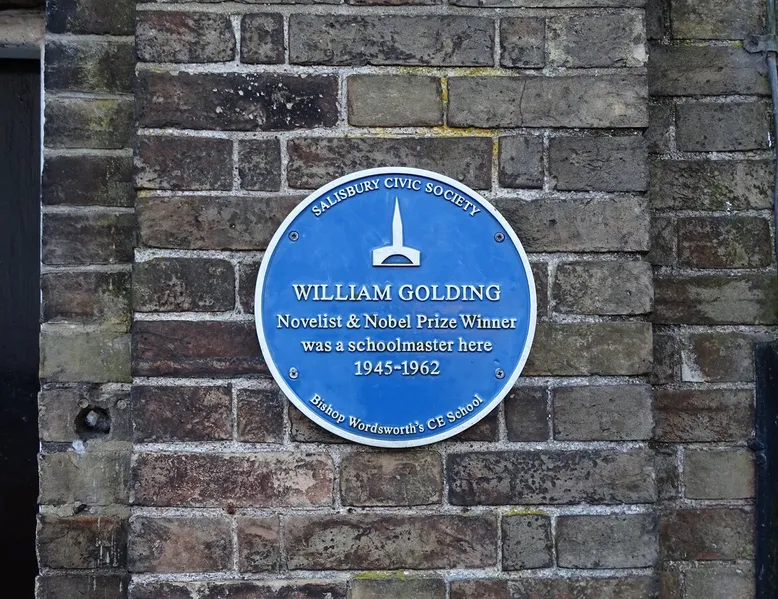 SALISBURY CIVIC SOCIETY
WILLIAM GOLDING
Novelist & Nobel Prize Winner
was a schoolmaster here
1945-1962
Bishop Wordsworth's CE School